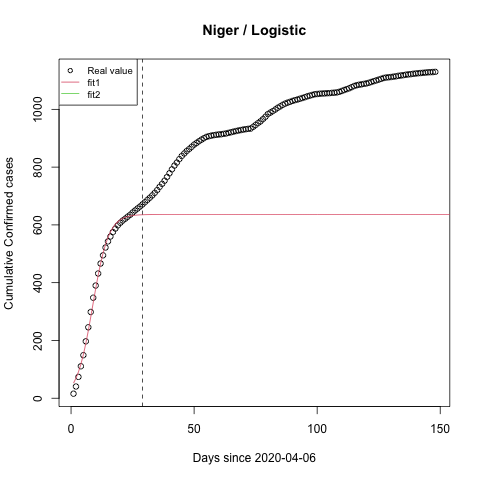 Niger / Logistic
Real value
fit1
fit2
Cumulative Confirmed cases
1000
800
600
400
200
0
0 50 100 150
Days since 2020-04-06